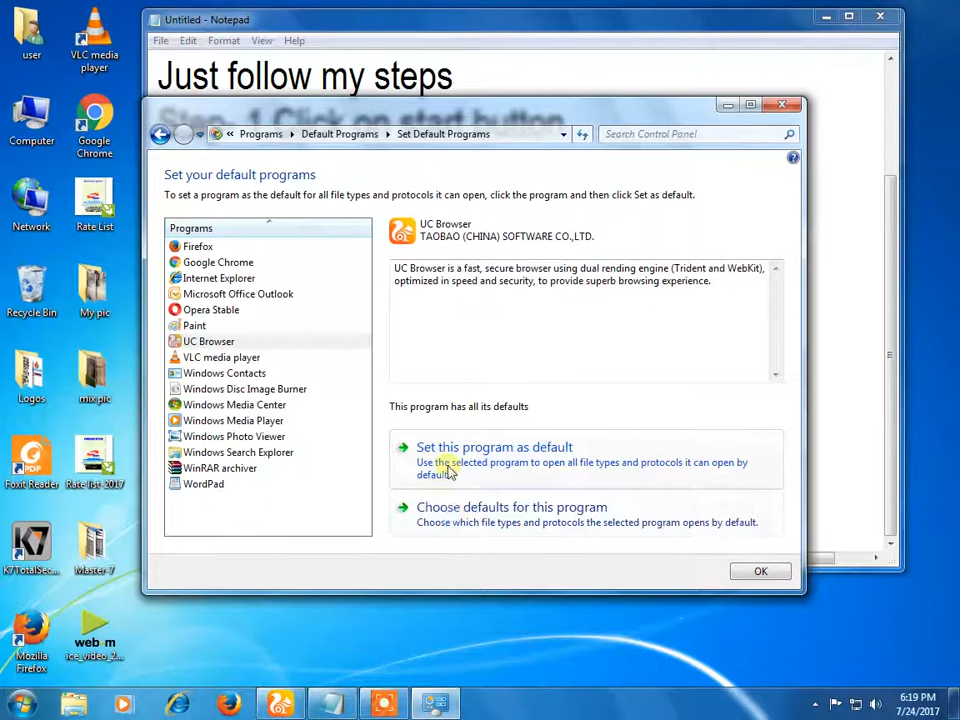 Untitled - Notepad
File Edit Format View Help
Just follow my steps
Step- 1 Click on start button
Programs Default Programs Set Default Programs
Search Control Panel
Set your default programs
To set a program as the default for all file types and protocols it can open, click the program and then click Set as default.
Programs
Firefox
Google Chrome
Internet Explorer
Microsoft Office Outlook
Opera Stable
Paint
UC Browser
VLC media player
Windows Contacts
Windows Disc Image Burner
Windows Media Center
Windows Media Player
Windows Photo Viewer
Windows Search Explorer
WinRAR archiver
WordPad
UC Browser
TAOBAO (CHINA) SOFTWARE CO.,LTD.
UC Browser is a fast, secure browser using dual rending engine (Trident and WebKit),
optimized in speed and security, to provide superb browsing experience.
This program has all its defaults
Set this program as default
Use the selected program to open all file types and protocols it can open by
default.
Choose defaults for this program
Choose which file types and protocols the selected program opens by default.
OK
user
VLC media
player
Computer
Google
Chrome
Network
Rate List
Recycle Bin
My pic
Logos
mix pic
PDF
Foxit Reader
Rate list-2017
K7
K7TotalSec...
Master-7
Mozilla
Firefox
web-m
ice_video_2...
6:19 PM
7/24/2017